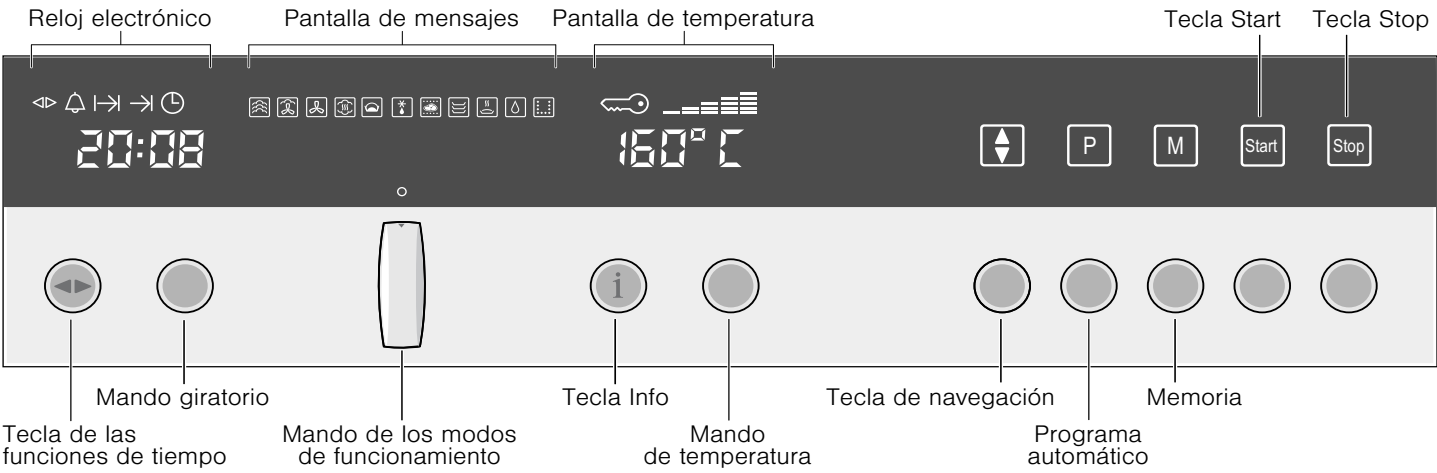 Reloj electrónico
Pantalla de mensajes
Pantalla de temperatura
Tecla Start
Tecla Stop
20:08
160°C
P
M
Start
Stop
i
Mando giratorio
Tecla Info
Tecla de navegación
Memoria
Tecla de las
funciones de tiempo
Mando de los modos
de funcionamiento
Mando
de temperatura
Programa
automático